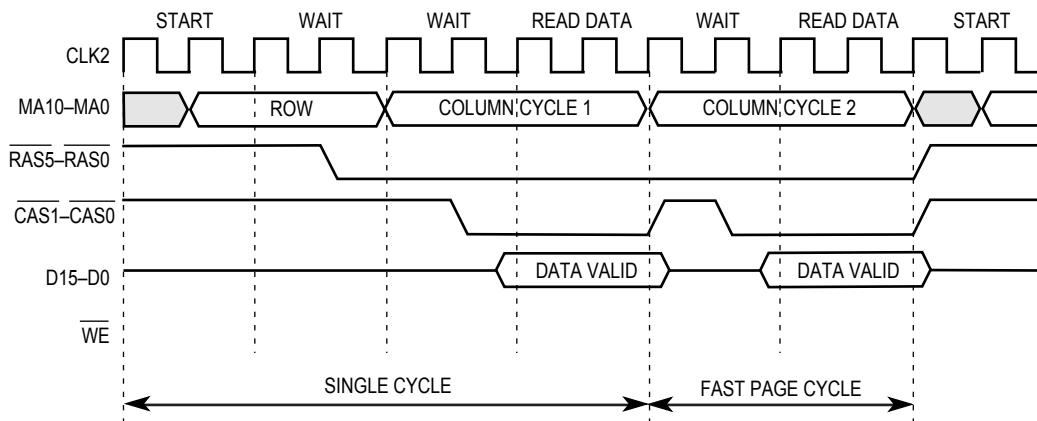 START WAIT WAIT READ DATA WAIT READ DATA START
CLK2
MA10–MA0 ROW COLUMN CYCLE 1 COLUMN CYCLE 2
RAS5–RAS0
CAS1–CAS0
D15–D0 DATA VALID DATA VALID
WE
SINGLE CYCLE FAST PAGE CYCLE